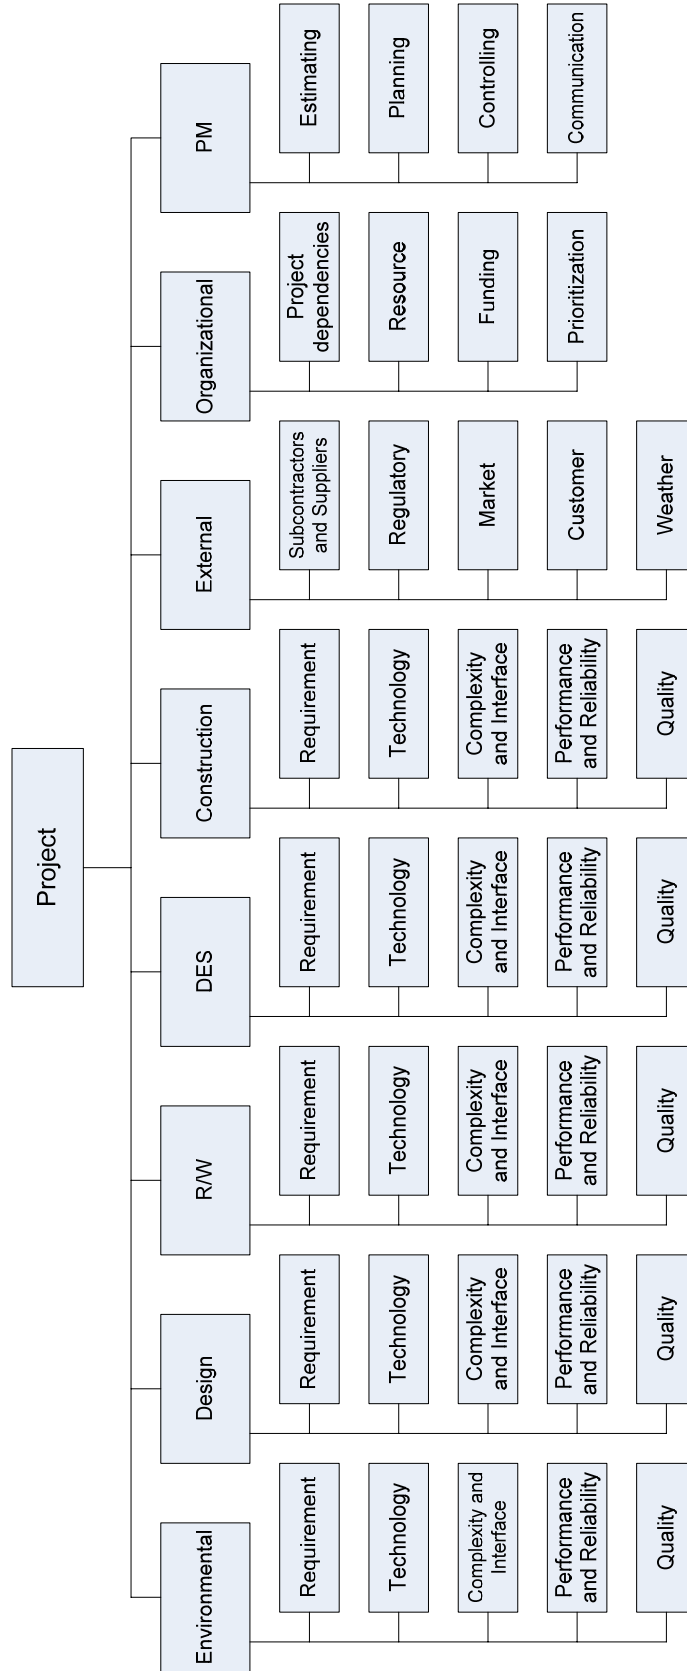 Project
Environmental
Requirement
Technology
Complexity and
Interface
Performance
and Reliability
Quality
Design
Requirement
Technology
Complexity
and Interface
Performance
and Reliability
Quality
R/W
Requirement
Technology
Complexity
and Interface
Performance
and Reliability
Quality
DES
Requirement
Technology
Complexity
and Interface
Performance
and Reliability
Quality
Construction
Requirement
Technology
Complexity
and Interface
Performance
and Reliability
Quality
External
Subcontractors
and Suppliers
Regulatory
Market
Customer
Weather
Organizational
Project
dependencies
Resource
Funding
Prioritization
PM
Estimating
Planning
Controlling
Communication